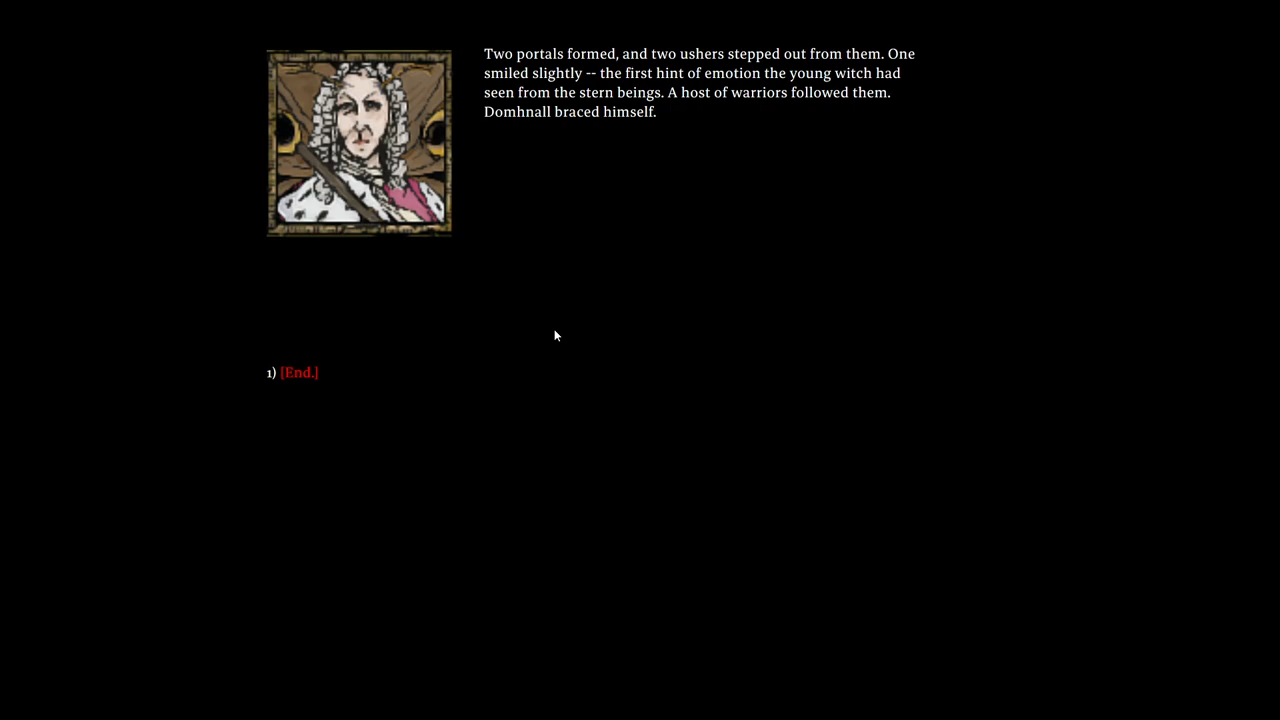 Two portals formed, and two ushers stepped out from them. One
smiled slightly -- the first hint of emotion the young witch had
seen from the stern beings. A host of warriors followed them.
Domhnall braced himself.
1) [End.]